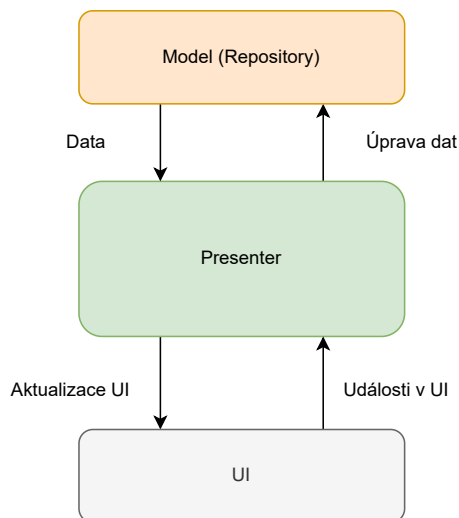 Model (Repository)
Data
Úprava dat
Presenter
Aktualizace UI
Události v UI
UI